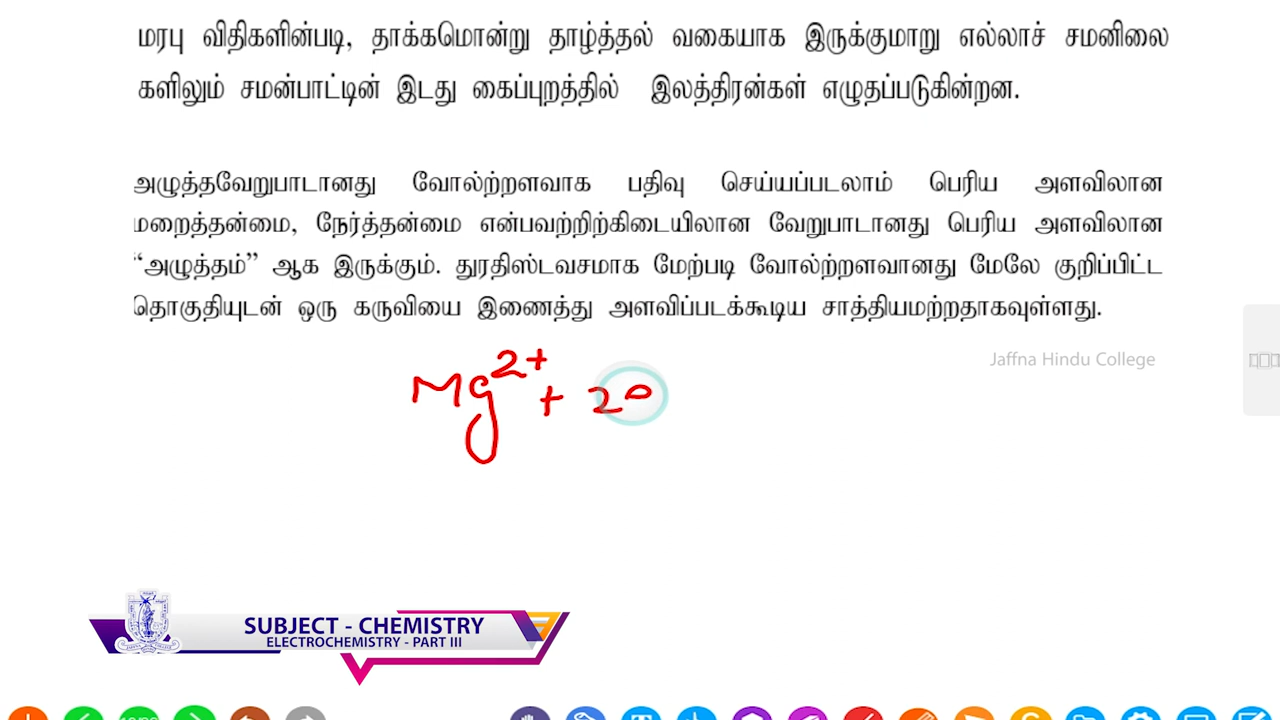 மரபு விதிகளின்படி, தாக்கமொன்று தாழ்த்தல் வகையாக இருக்குமாறு எல்லாச் சமனிலை
களிலும் சமன்பாட்டின் இடது கைப்புறத்தில் இலத்திரன்கள் எழுதப்படுகின்றன.
அழுத்தவேறுபாடானது வோல்ற்றளவாக பதிவு செய்யப்படலாம் பெரிய அளவிலான
மறைத்தன்மை, நேர்த்தன்மை என்பவற்றிற்கிடையிலான வேறுபாடானது பெரிய அளவிலான
“அழுத்தம்” ஆக இருக்கும். துரதிஸ்டவசமாக மேற்படி வோல்ற்றளவானது மேலே குறிப்பிட்ட
தொகுதியுடன் ஒரு கருவியை இணைத்து அளவிப்படக்கூடிய சாத்தியமற்றதாகவுள்ளது.
Jaffna Hindu College
Mg²⁺ + 2e
SUBJECT - CHEMISTRY
ELECTROCHEMISTRY - PART III